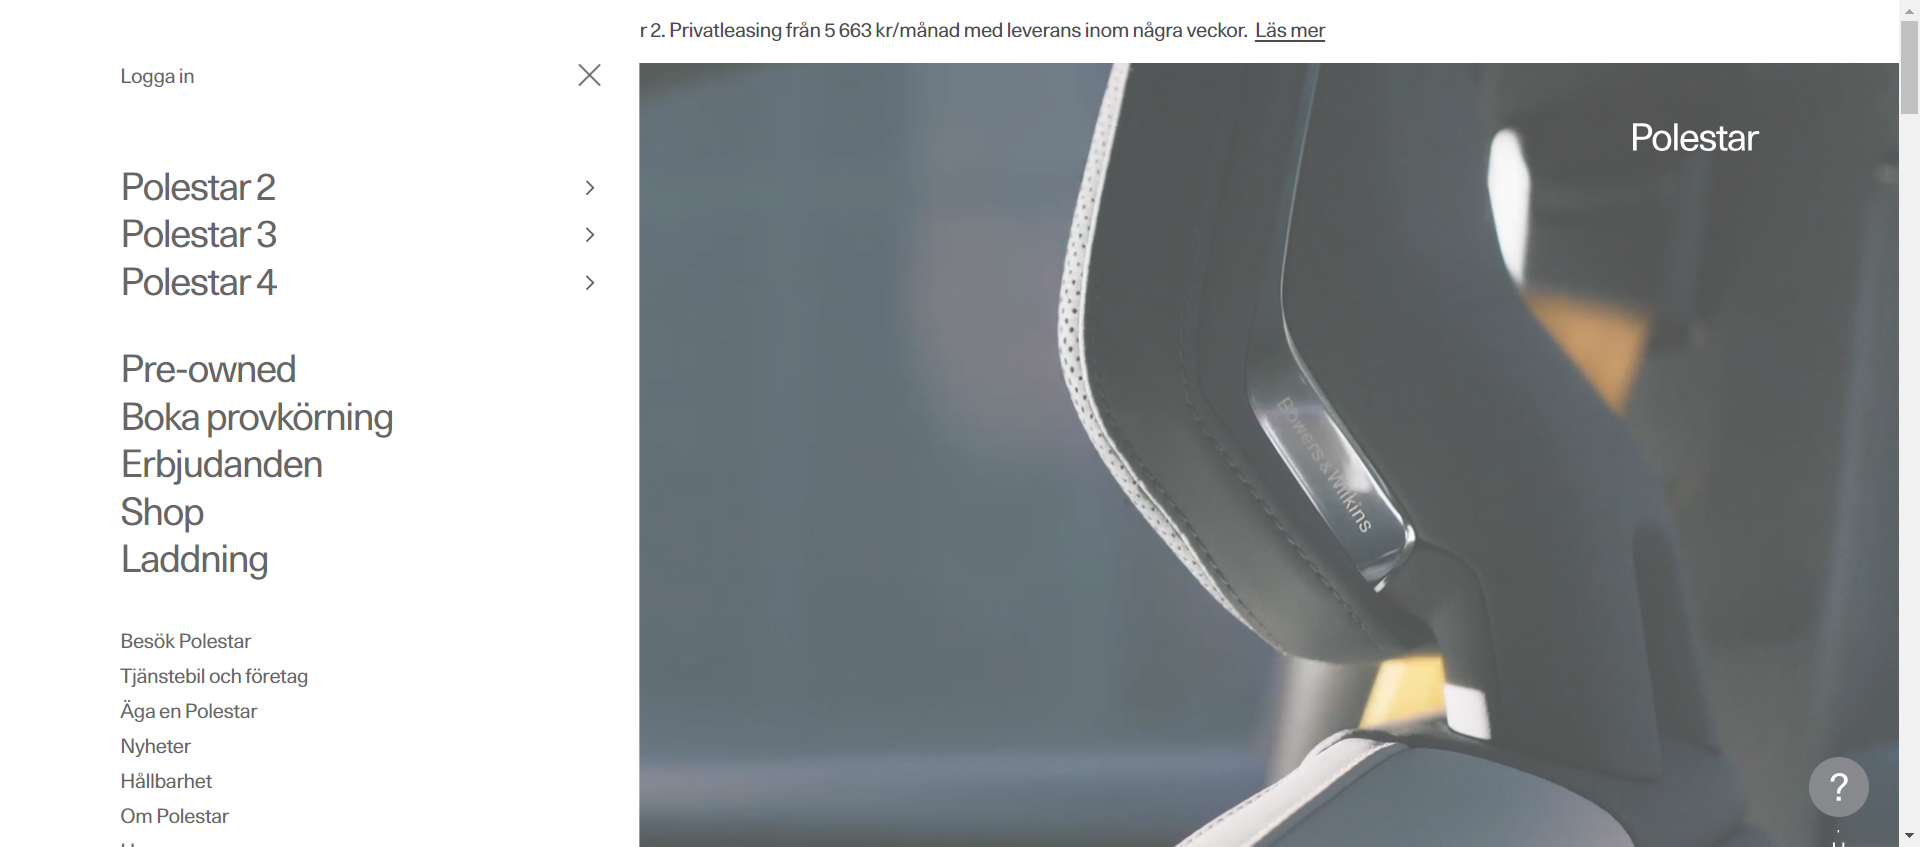 r 2. Privatleasing från 5 663 kr/månad med leverans inom några veckor. Läs mer
Logga in
Polestar
Polestar 2
Polestar 3
Polestar 4
Pre-owned
Boka provkörning
Erbjudanden
Shop
Laddning
Bowers & Wilkins
Besök Polestar
Tjänstebil och företag
Äga en Polestar
Nyheter
Hållbarhet
Om Polestar
?